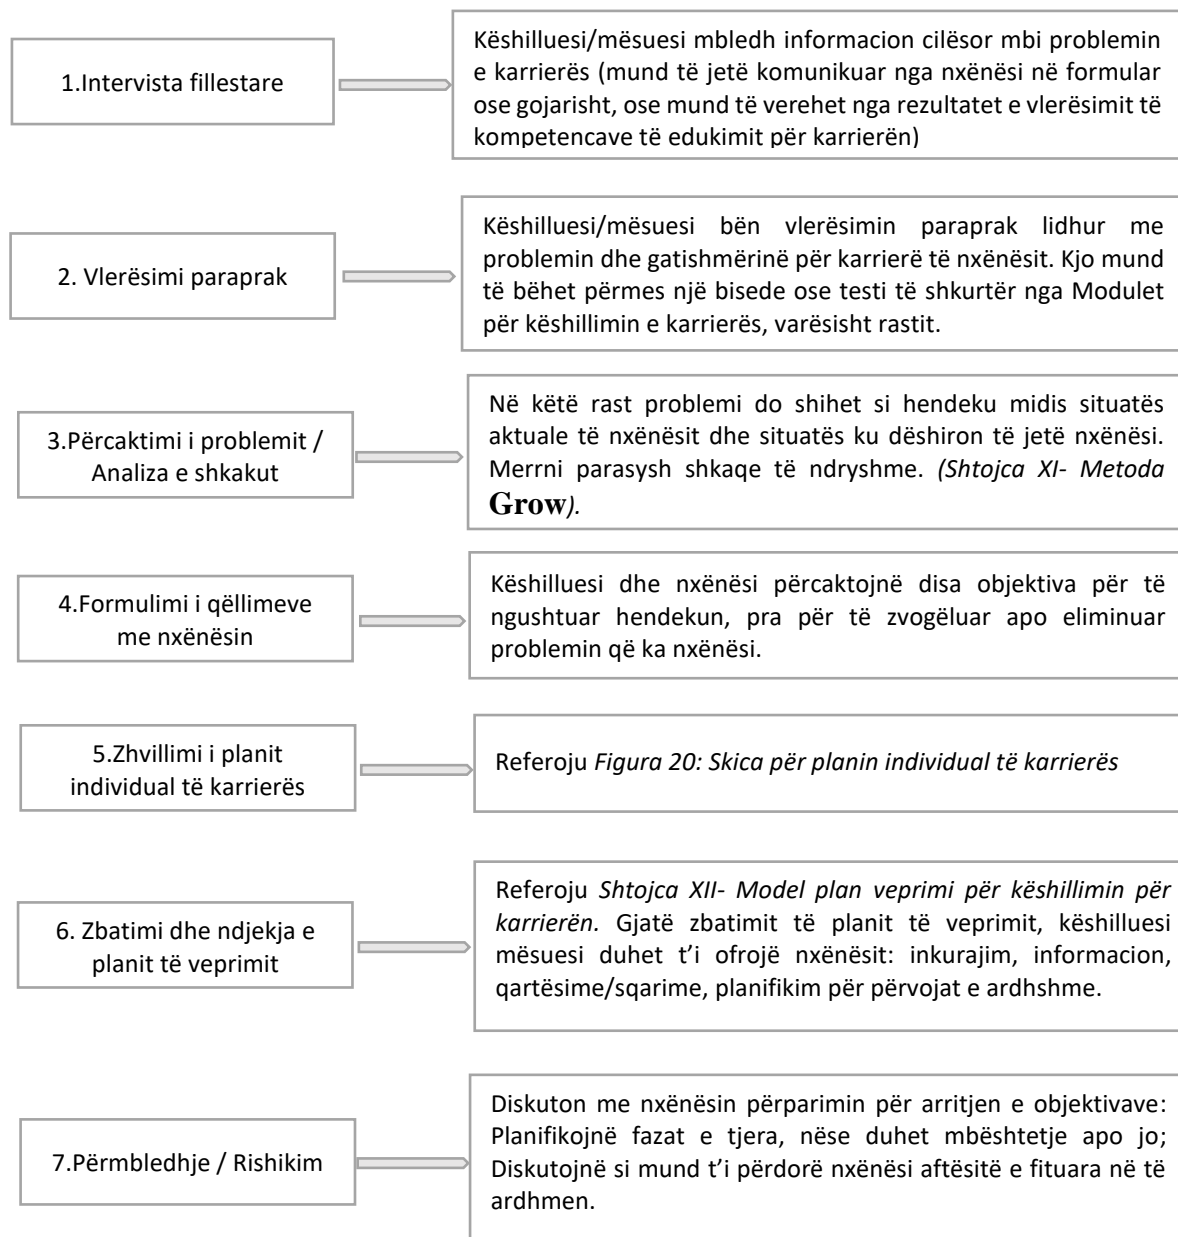 1.Intervista fillestare
Këshilluesi/mësuesi mbledh informacion cilësor mbi problemin
e karrierës (mund të jetë komunikuar nga nxënësi në formular
ose gojarisht, ose mund të verehet nga rezultatet e vlerësimit të
kompetencave të edukimit për karrierën)
2. Vlerësimi paraprak
Këshilluesi/mësuesi bën vlerësimin paraprak lidhur me
problemin dhe gatishmërinë për karrierë të nxënësit. Kjo mund
të bëhet përmes një bisede ose testi të shkurtër nga Modulet
për këshillimin e karrierës, varësisht rastit.
3.Përcaktimi i problemit /
Analiza e shkakut
Në këtë rast problemi do shihet si hendeku midis situatës
aktuale të nxënësit dhe situatës ku dëshiron të jetë nxënësi.
Merrni parasysh shkaqe të ndryshme. (Shtojca XI- Metoda
Grow).
4.Formulimi i qëllimeve
me nxënësin
Këshilluesi dhe nxënësi përcaktojnë disa objektiva për të
ngushtuar hendekun, pra për të zvogëluar apo eliminuar
problemin që ka nxënësi.
5.Zhvillimi i planit
individual të karrierës
Referoju Figura 20: Skica për planin individual të karrierës
6. Zbatimi dhe ndjekja e
planit të veprimit
Referoju Shtojca XII- Model plan veprimi për këshillimin për
karrierën. Gjatë zbatimit të planit të veprimit, këshilluesi
mësuesi duhet t’i ofrojë nxënësit: inkurajim, informacion,
qartësime/sqarime, planifikim për përvojat e ardhshme.
7.Përmbledhje / Rishikim
Diskuton me nxënësin përparimin për arritjen e objektivave:
Planifikojnë fazat e tjera, nëse duhet mbështetje apo jo;
Diskutojnë si mund t’i përdorë nxënësi aftësitë e fituara në të
ardhmen.